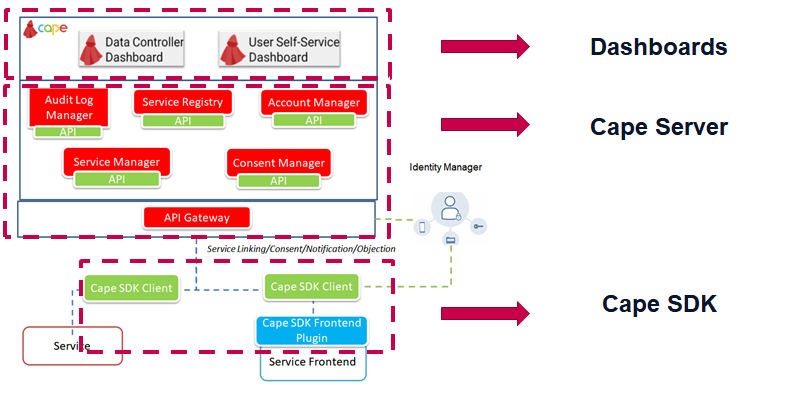 cape
Data Controller
Dashboard
User Self-Service
Dashboard
Dashboards
Audit Log
Manager
API
Service Registry
API
Account Manager
API
Cape Server
Service Manager
API
Consent Manager
API
Identity Manager
API Gateway
Service Linking/Consent/Notification/Objection
Cape SDK Client
Cape SDK Client
Cape SDK
Cape SDK Frontend
Plugin
Service
Service Frontend